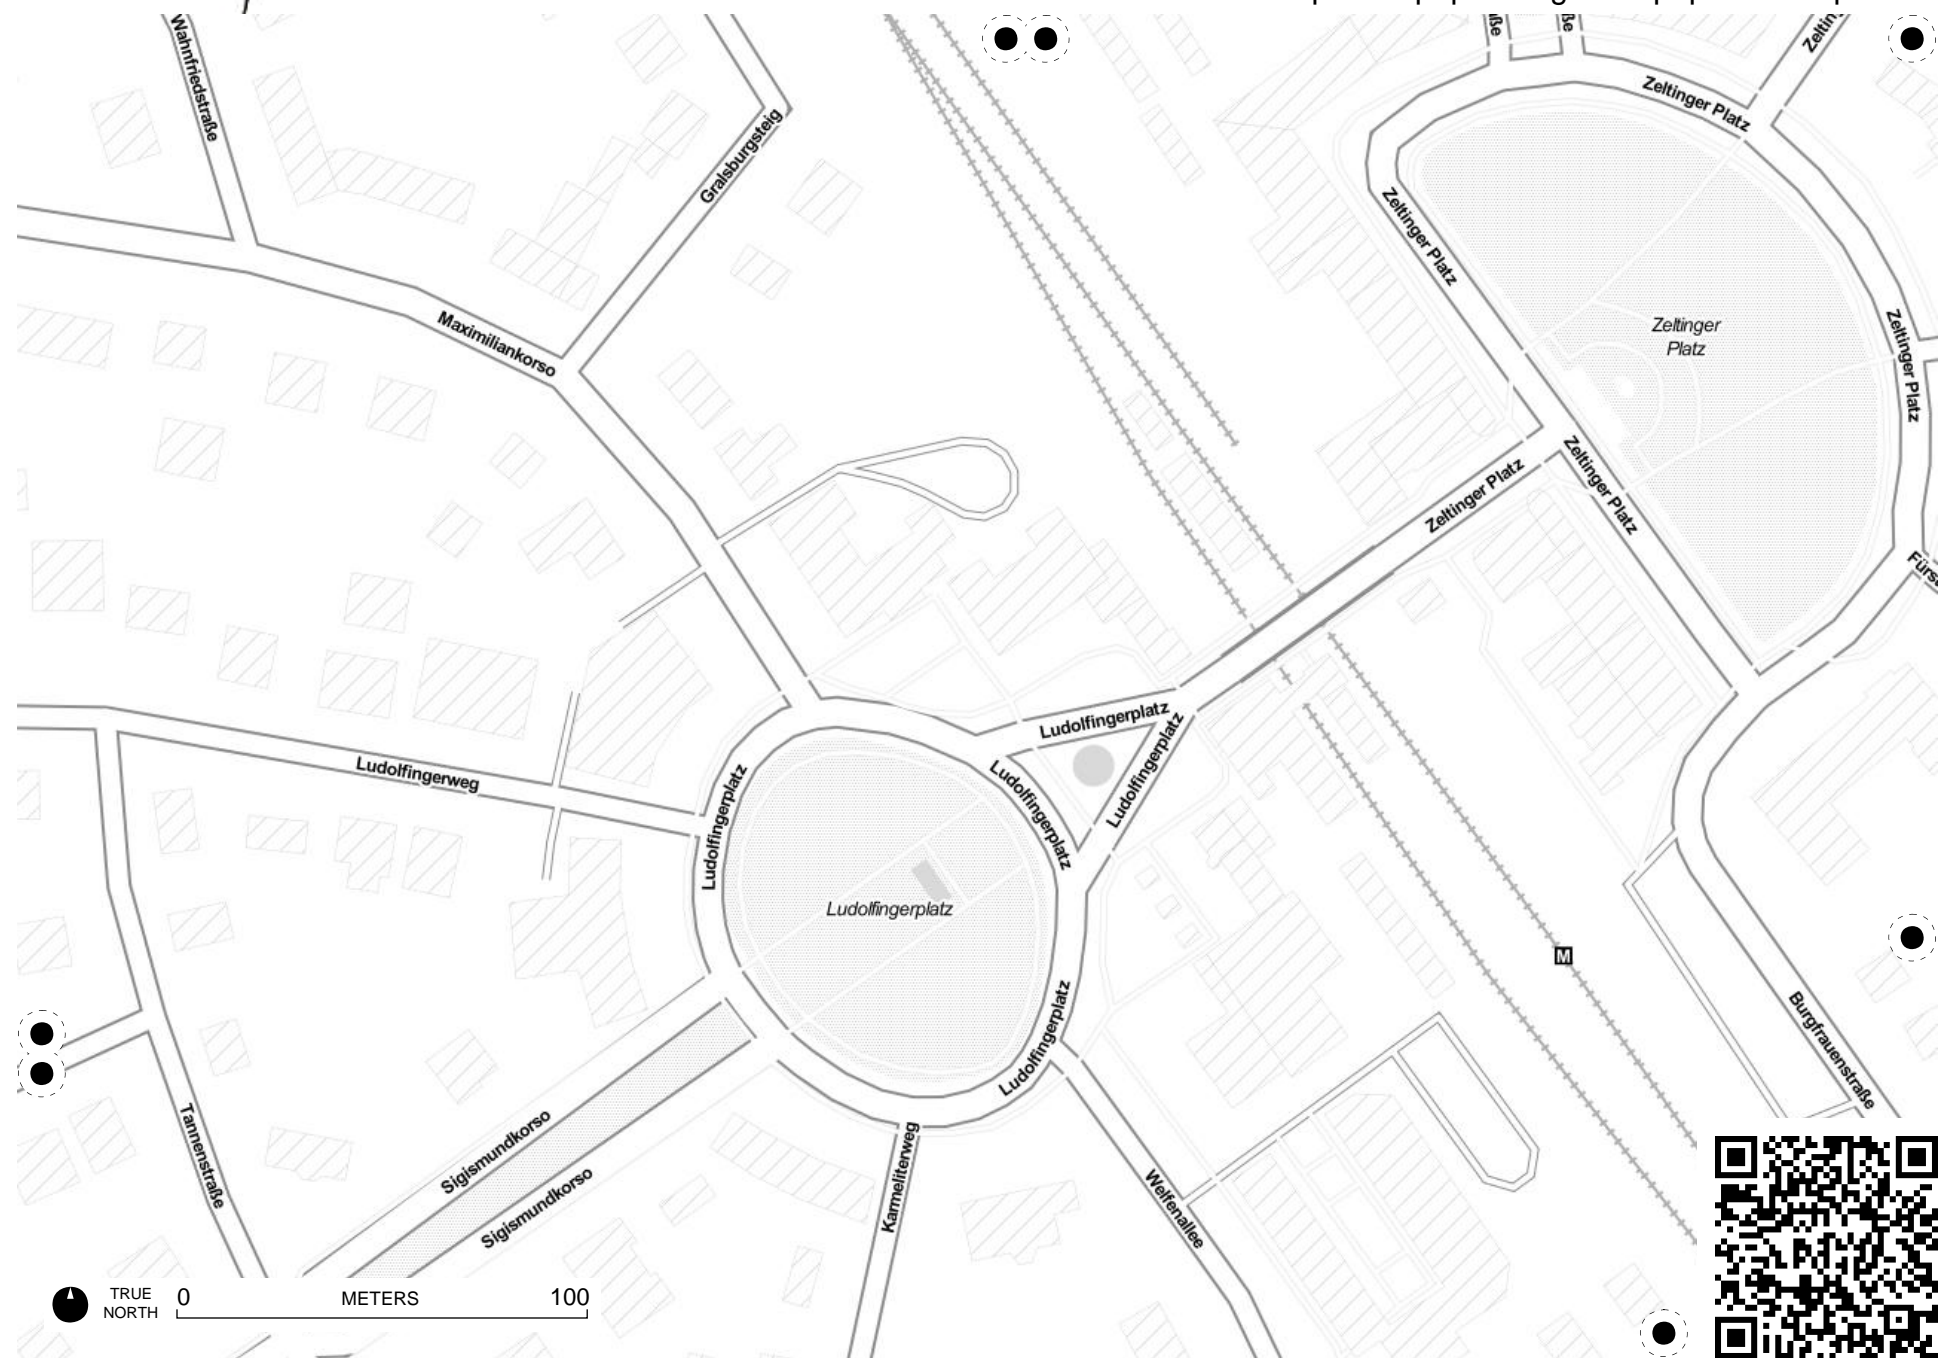 Wahnfriedstraße
Gralsburgsteig
Maximiliankorso
Zeltinger Platz
Zeltinger Platz
Zeltinger
Platz
Zeltinger Platz
Zeltinger Platz
Zeltinger Platz
Ludolfingerplatz
Ludolfingerplatz
Ludolfingerplatz
Ludolfingerweg
Ludolfingerplatz
Ludolfingerplatz
M
Ludolfingerplatz
Burgfrauenstraße
Tannenstraße
Sigismundkorso
Sigismundkorso
Karmeliterweg
Welfenallee
TRUE
NORTH
0
METERS
100